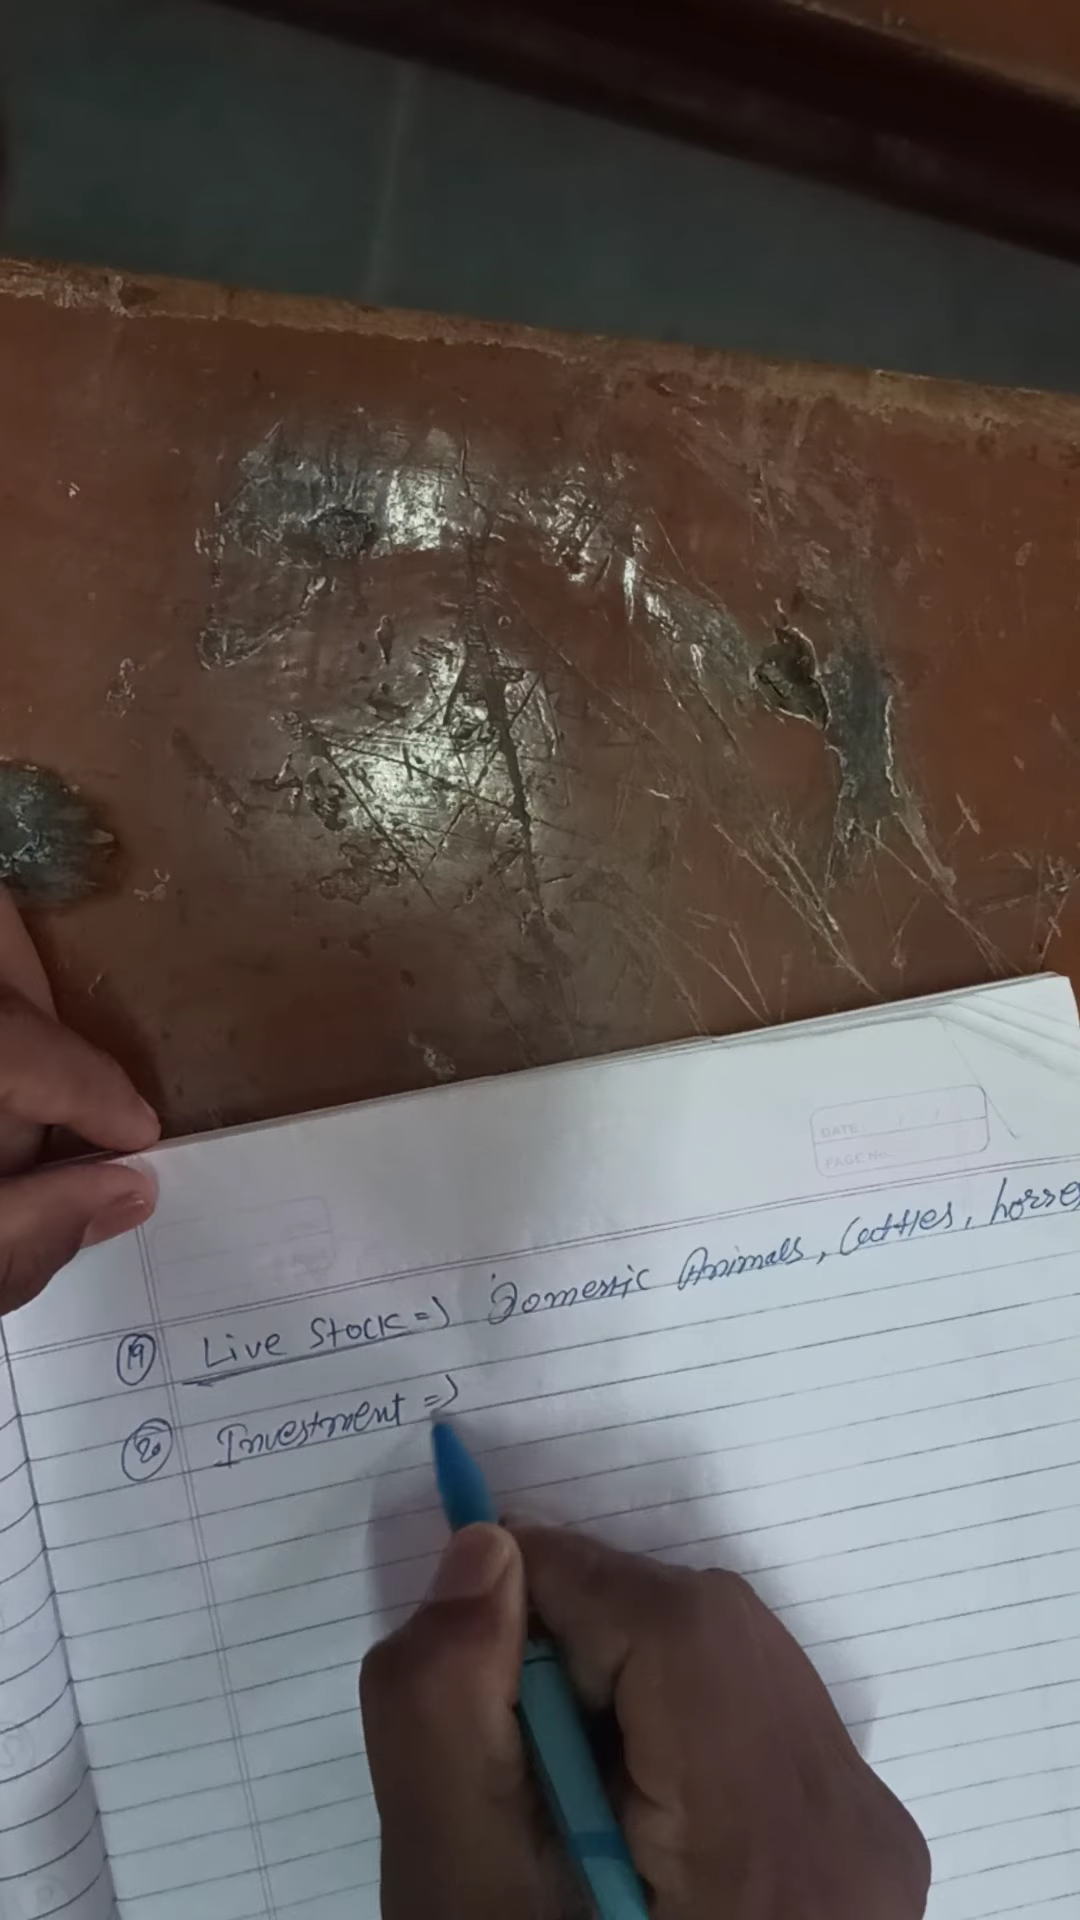 DATE: / /
PAGE No.
19 Live Stock => Domestic Animals, Cattles, horses
20 Investment =>